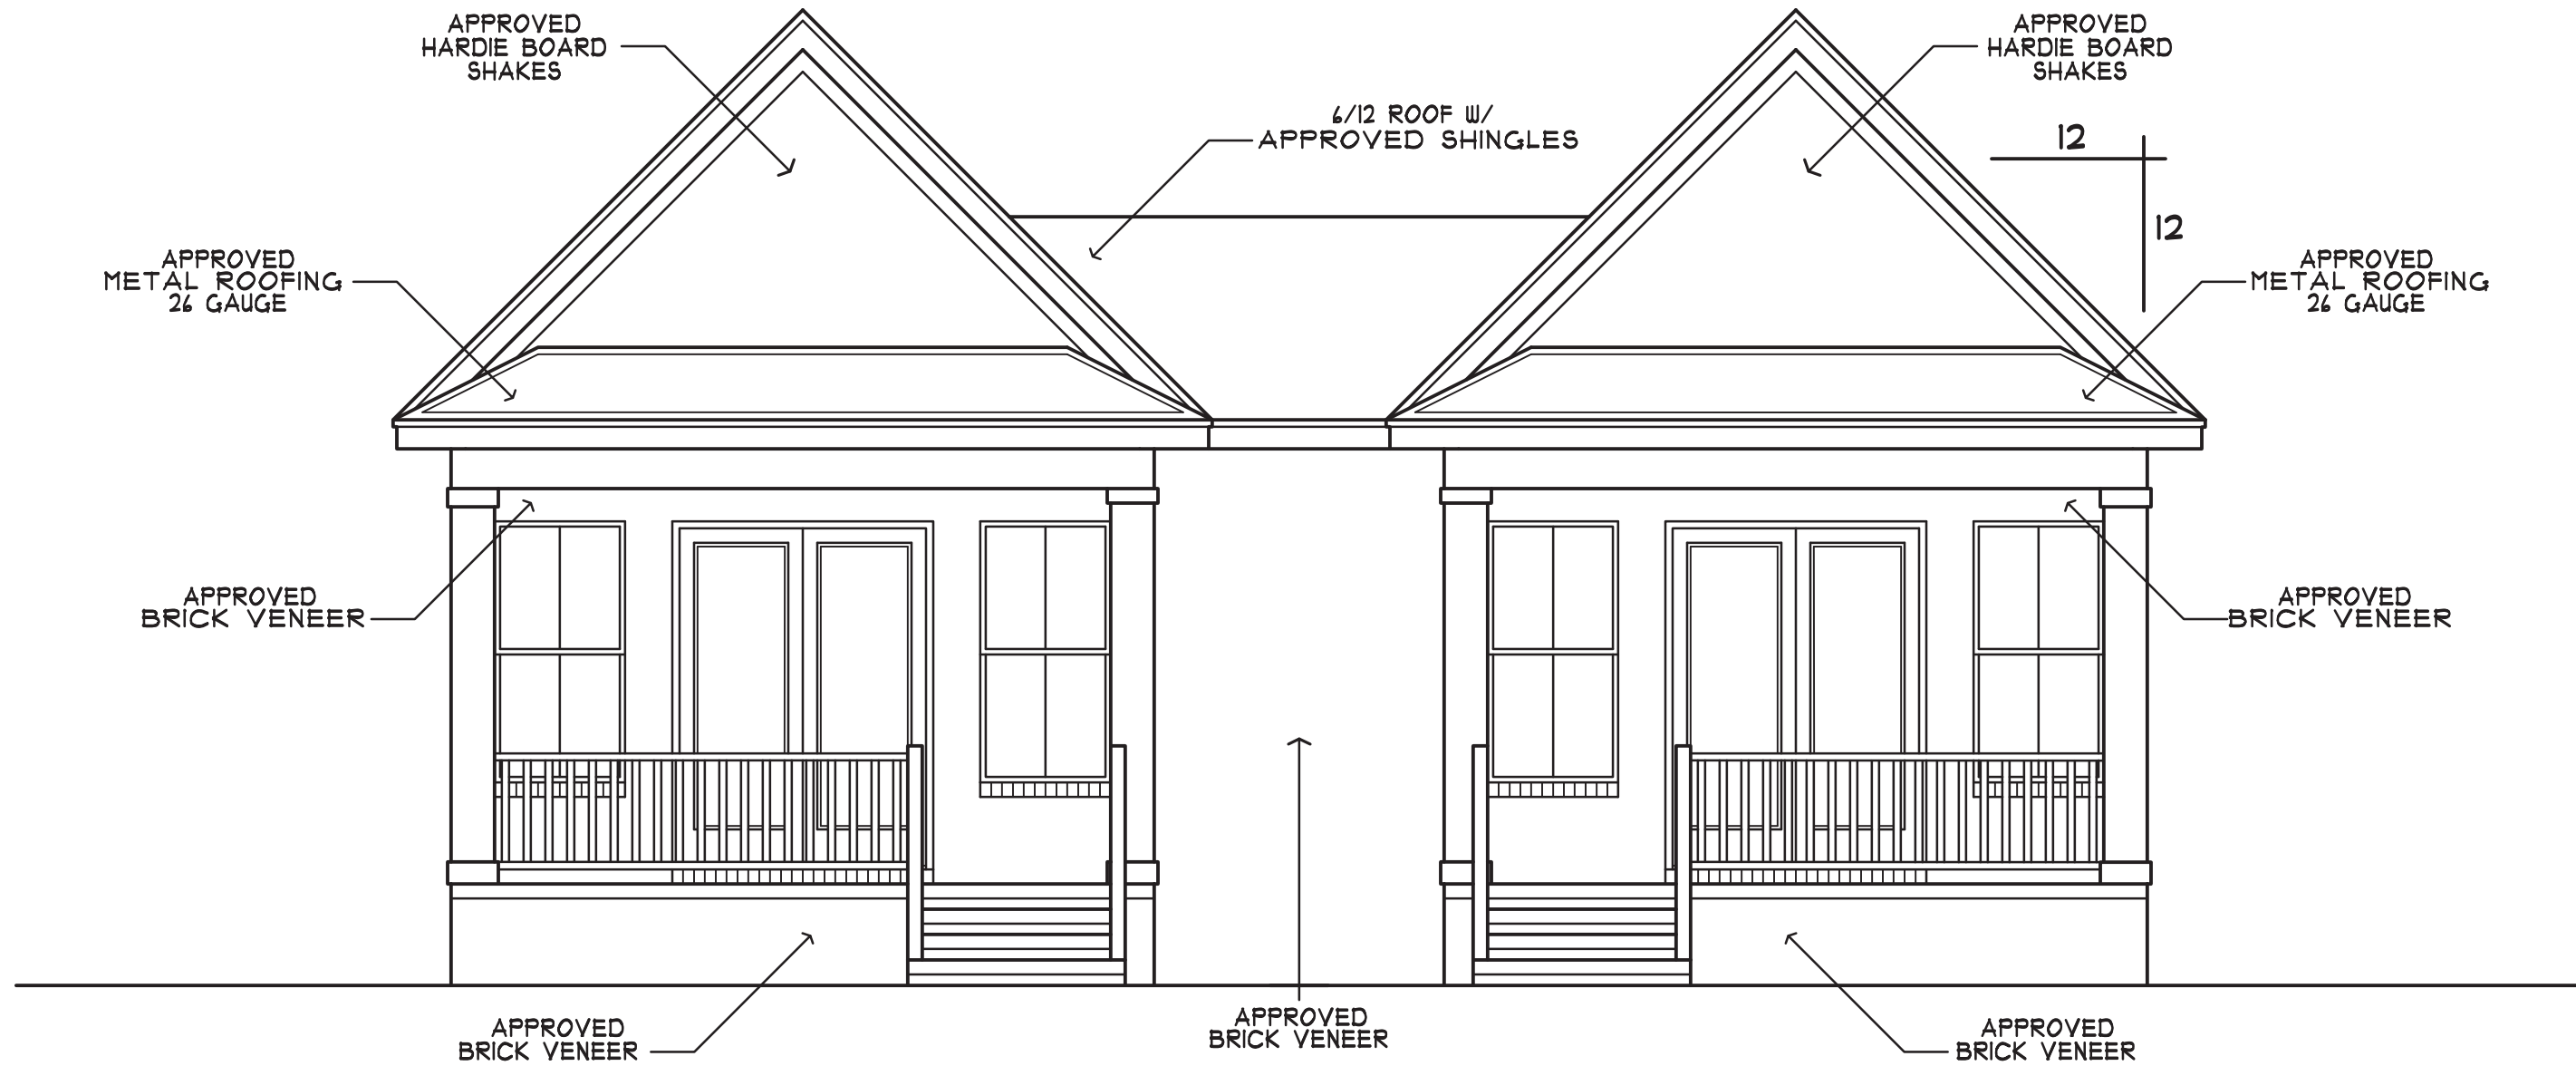 APPROVED
HARDIE BOARD
SHAKES
APPROVED
HARDIE BOARD
SHAKES
6/12 ROOF W/
APPROVED SHINGLES
12
12
APPROVED
METAL ROOFING
26 GAUGE
APPROVED
METAL ROOFING
26 GAUGE
APPROVED
BRICK VENEER
APPROVED
BRICK VENEER
APPROVED
BRICK VENEER
APPROVED
BRICK VENEER
APPROVED
BRICK VENEER